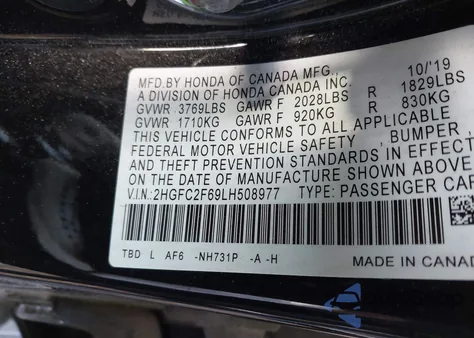 MFD.BY HONDA OF CANADA MFG., 10/'19
A DIVISION OF HONDA CANADA INC.
GVWR 3769LBS GAWR F 2028LBS R 1829LBS
GVWR 1710KG GAWR F 920KG R 830KG
THIS VEHICLE CONFORMS TO ALL APPLICABLE
FEDERAL MOTOR VEHICLE SAFETY, BUMPER,
AND THEFT PREVENTION STANDARDS IN EFFECT
ON THE DATE OF MANUFACTURE SHOWN ABOVE.
V.I.N.: 2HGFC2F69LH508977 TYPE: PASSENGER CAR
TBD L AF6 -NH731P -A -H
MADE IN CANAD